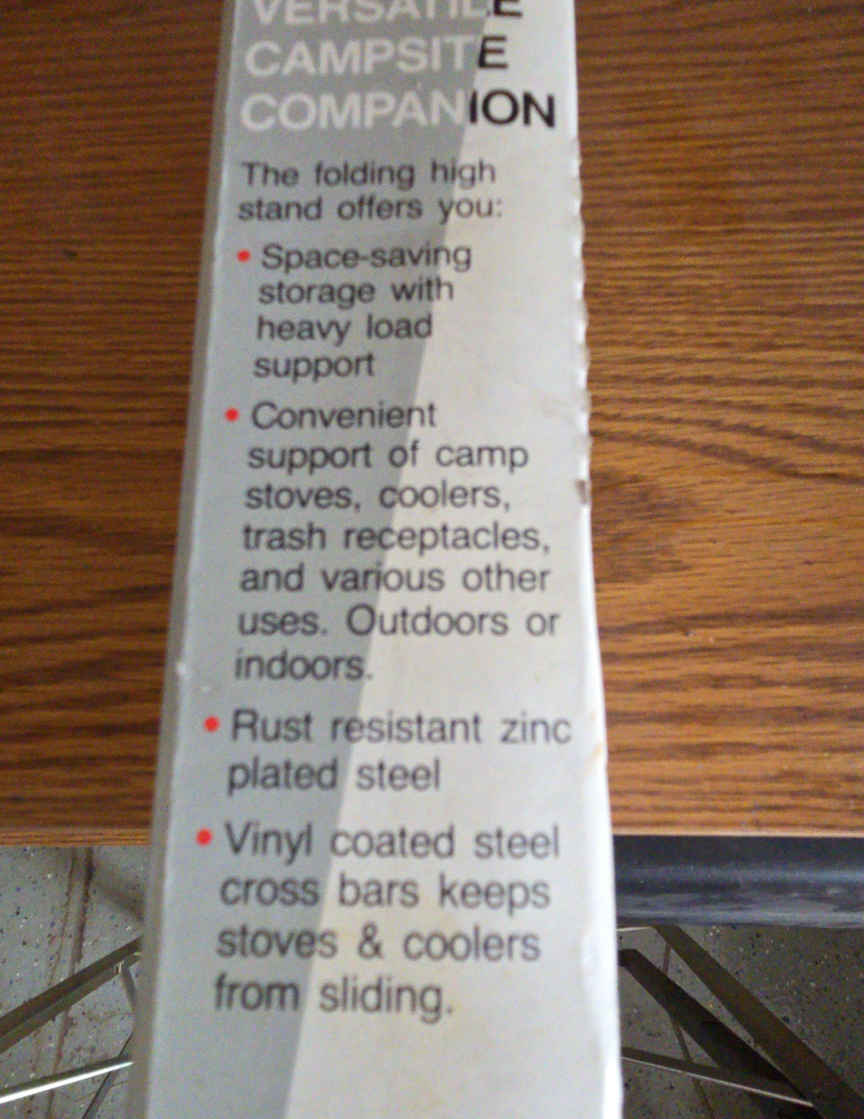 VERSATILE
CAMPSITE
COMPANION
The folding high
stand offers you:
• Space-saving
storage with
heavy load
support
• Convenient
support of camp
stoves, coolers,
trash receptacles,
and various other
uses. Outdoors or
indoors.
• Rust resistant zinc
plated steel
• Vinyl coated steel
cross bars keeps
stoves & coolers
from sliding.